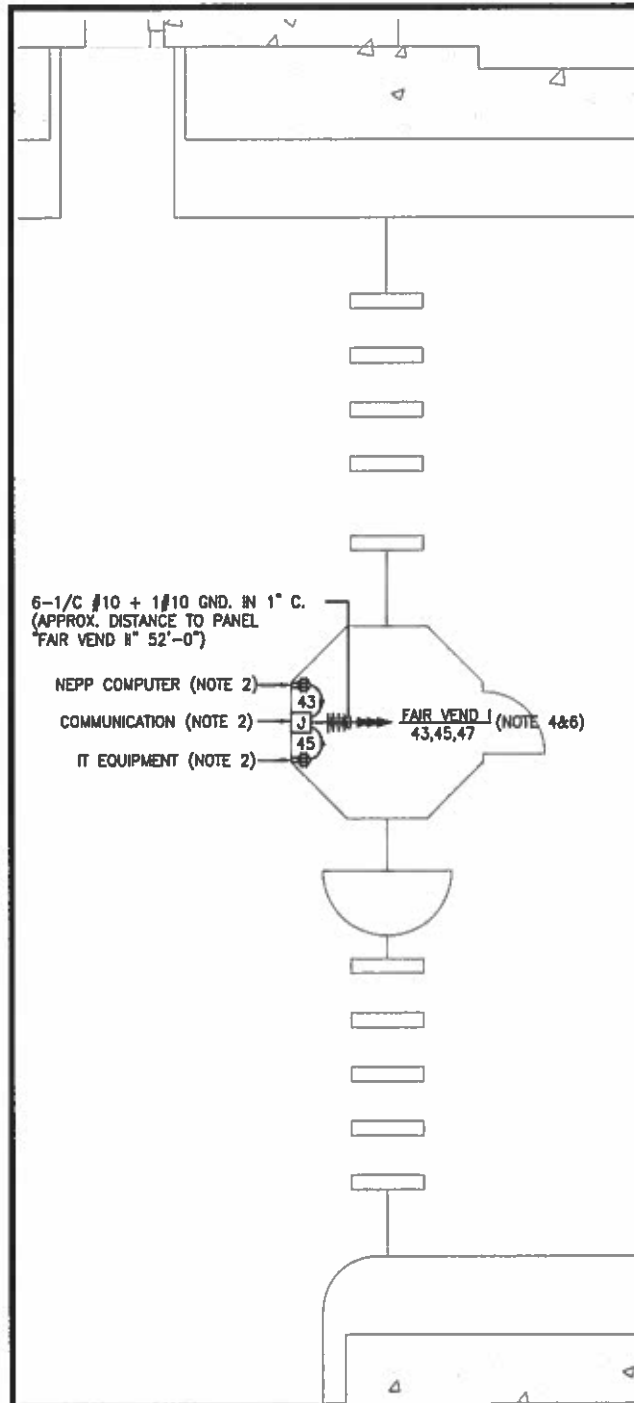 6-1/C #10 + 1#10 GND. IN 1" C.
(APPROX. DISTANCE TO PANEL
"FAIR VEND II" 52'-0")
NEPP COMPUTER (NOTE 2)
43
COMMUNICATION (NOTE 2)
J
FAIR VEND I (NOTE 4&6)
43,45,47
45
IT EQUIPMENT (NOTE 2)